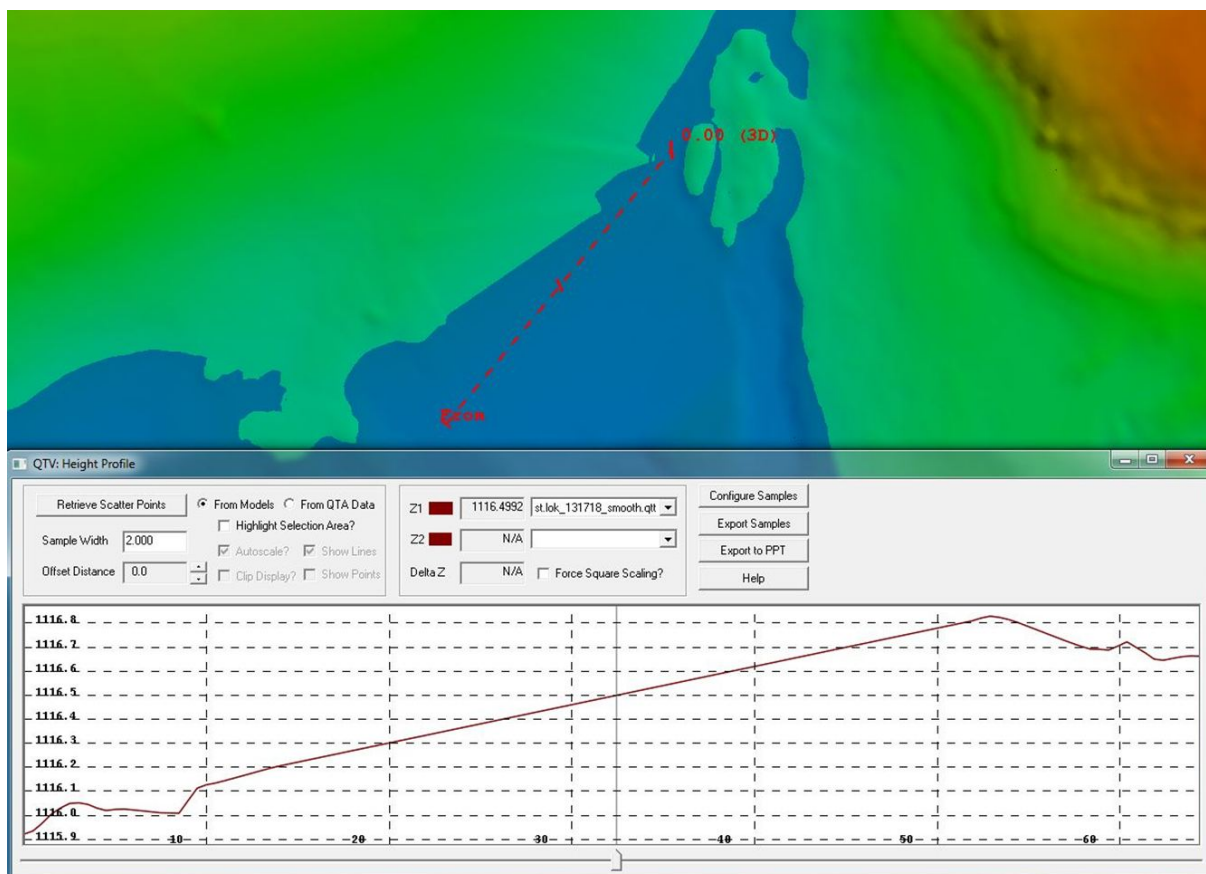 0.00 (3D)
From
QTV: Height Profile
Retrieve Scatter Points
From Models
From QTA Data
Highlight Selection Area?
Sample Width
2.000
Autoscale?
Show Lines
Offset Distance
0.0
Clip Display?
Show Points
Z1
1116.4992
st.lok_131718_smooth.qtt
Z2
N/A
Delta Z
N/A
Force Square Scaling?
Configure Samples
Export Samples
Export to PPT
Help
1116.8
1116.7
1116.6
1116.5
1116.4
1116.3
1116.2
1116.1
1116.0
1115.9
10
20
30
40
50
60